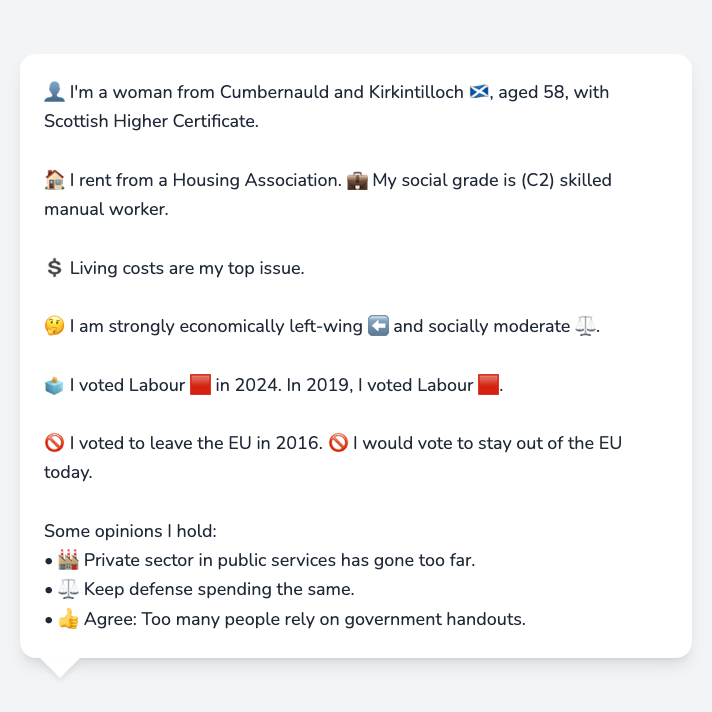 👤 I'm a woman from Cumbernauld and Kirkintilloch 🏴󠁧󠁢󠁳󠁣󠁴󠁿, aged 58, with
Scottish Higher Certificate.
🏠 I rent from a Housing Association. 💼 My social grade is (C2) skilled
manual worker.
💲 Living costs are my top issue.
🤔 I am strongly economically left-wing ⬅️ and socially moderate ⚖️.
🗳️ I voted Labour 🟥 in 2024. In 2019, I voted Labour 🟥.
🚫 I voted to leave the EU in 2016. 🚫 I would vote to stay out of the EU
today.
Some opinions I hold:
• 🏭 Private sector in public services has gone too far.
• ⚖️ Keep defense spending the same.
• 👍 Agree: Too many people rely on government handouts.